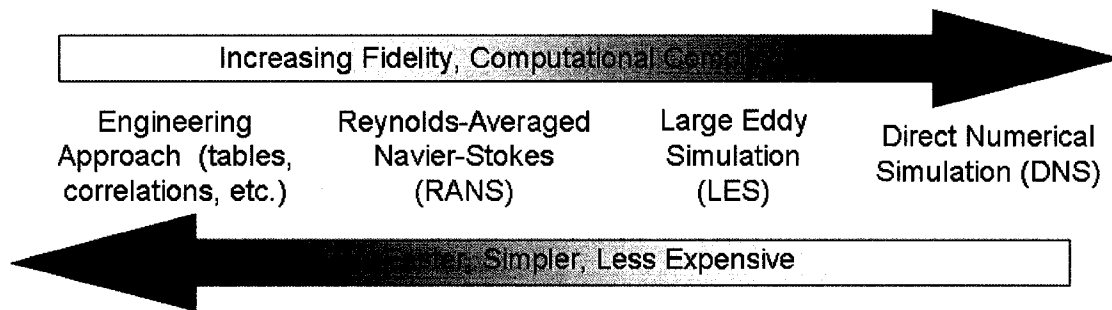 Increasing Fidelity, Computational
Engineering
Approach (tables,
correlations, etc.)
Reynolds-Averaged
Navier-Stokes
(RANS)
Large Eddy
Simulation
(LES)
Direct Numerical
Simulation (DNS)
Simpler, Less Expensive